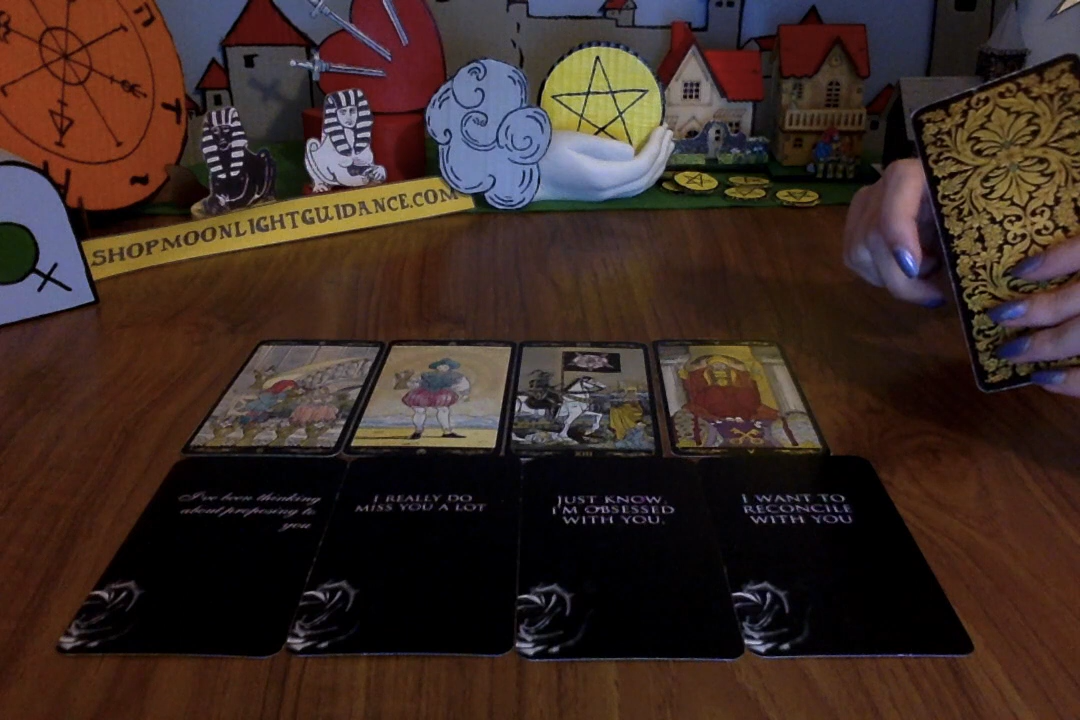 SHOPMOONLIGHTGUIDANCE.COM
XIII
V
I've been thinking
about proposing to
you
I REALLY DO
MISS YOU A LOT
JUST KNOW,
I'M OBSESSED
WITH YOU.
I WANT TO
RECONCILE
WITH YOU